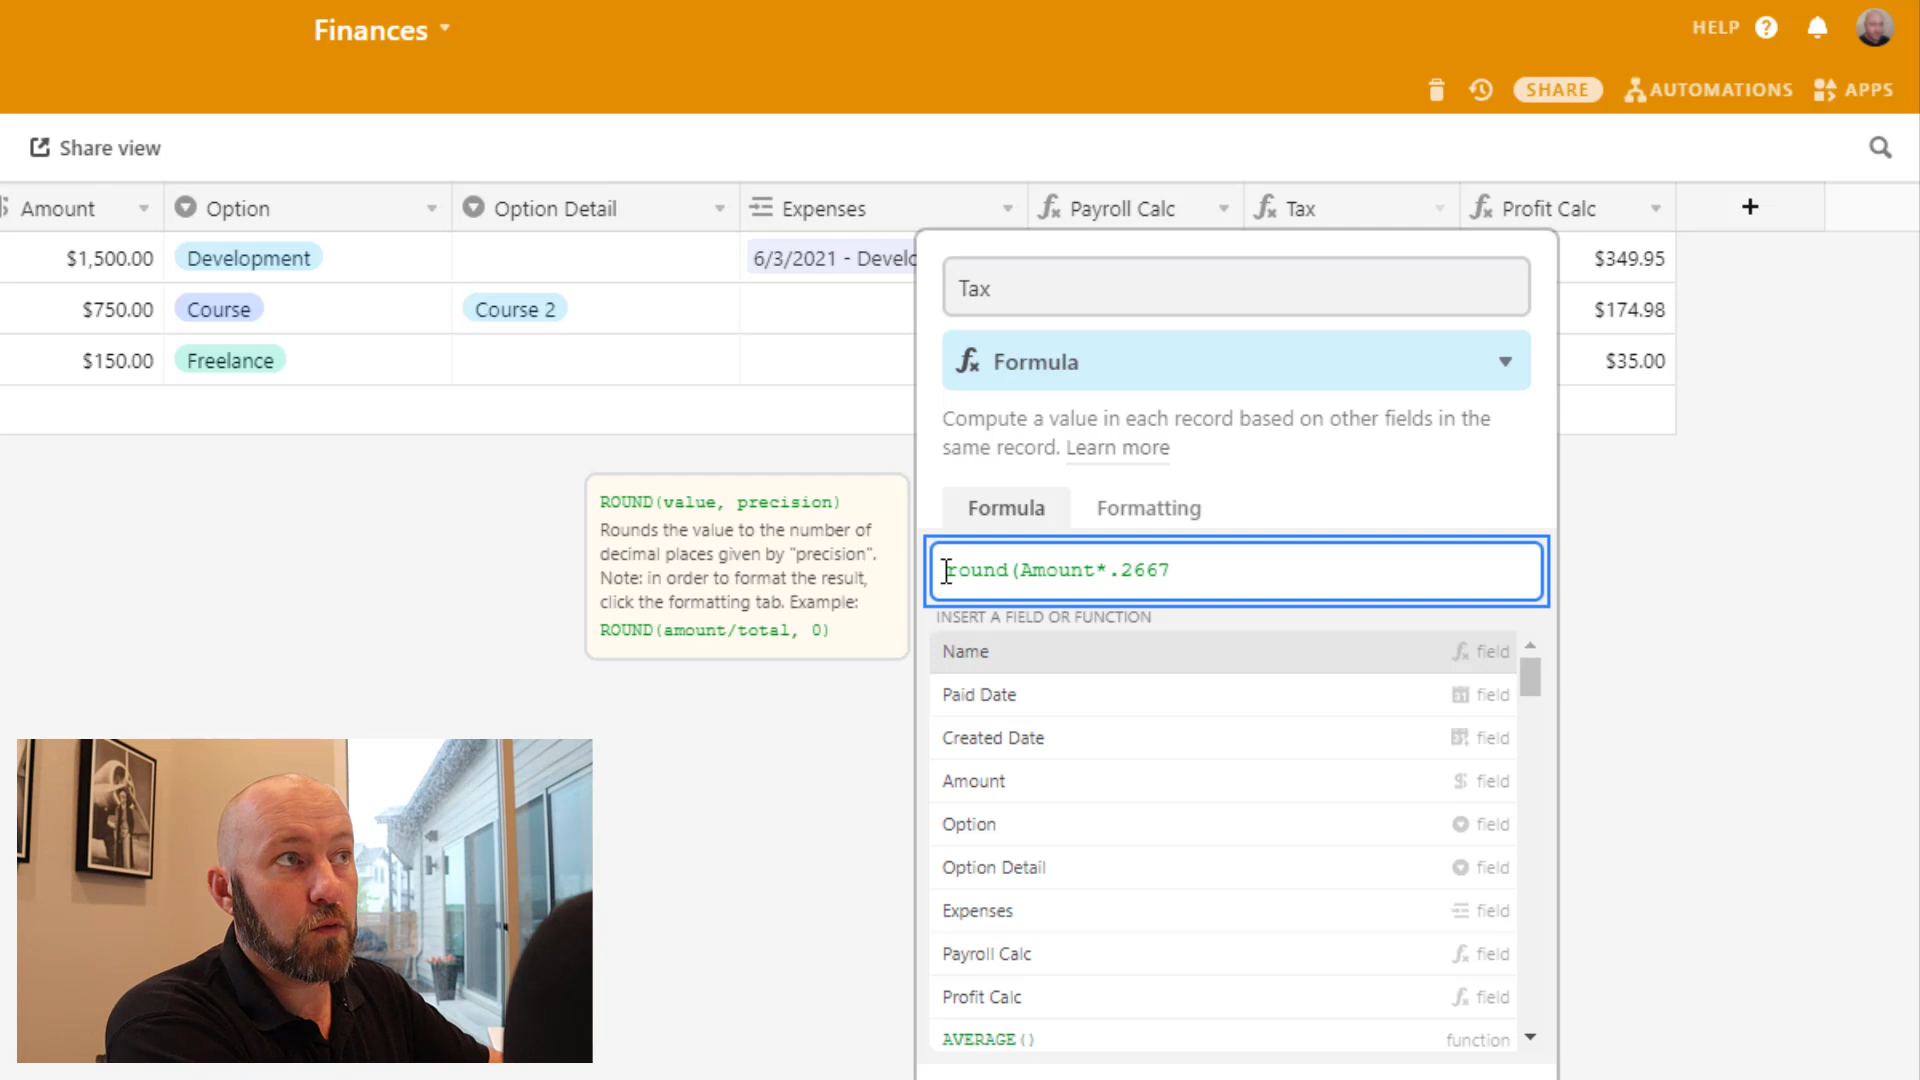 Finances
HELP
SHARE
AUTOMATIONS
APPS
Share view
Amount
Option
Option Detail
Expenses
Payroll Calc
Tax
Profit Calc
+
$1,500.00
Development
6/3/2021 - Develo
$349.95
$750.00
Course
Course 2
$174.98
$150.00
Freelance
$35.00
Tax
Formula
Compute a value in each record based on other fields in the
same record. Learn more
Formula
Formatting
ROUND(value, precision)
Rounds the value to the number of
decimal places given by "precision".
Note: in order to format the result,
click the formatting tab. Example:
ROUND(amount/total, 0)
round(Amount*.2667
INSERT A FIELD OR FUNCTION
Name field
Paid Date field
Created Date field
Amount field
Option field
Option Detail field
Expenses field
Payroll Calc field
Profit Calc field
AVERAGE() function